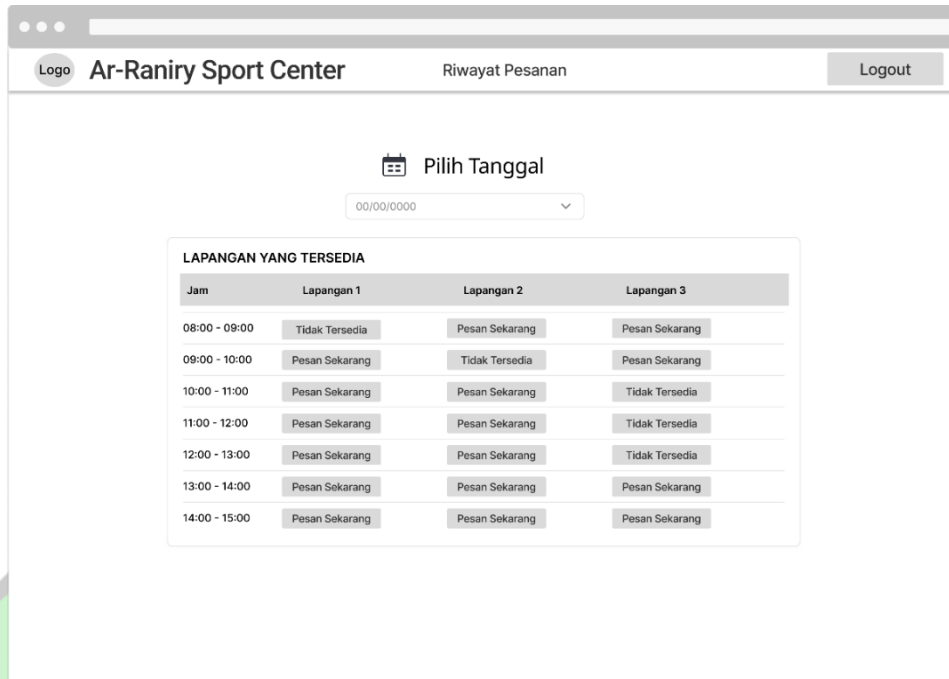 Logo Ar-Raniry Sport Center Riwayat Pesanan Logout
Pilih Tanggal
00/00/0000
LAPANGAN YANG TERSEDIA
Jam Lapangan 1 Lapangan 2 Lapangan 3
08:00 - 09:00 Tidak Tersedia Pesan Sekarang Pesan Sekarang
09:00 - 10:00 Pesan Sekarang Tidak Tersedia Pesan Sekarang
10:00 - 11:00 Pesan Sekarang Pesan Sekarang Tidak Tersedia
11:00 - 12:00 Pesan Sekarang Pesan Sekarang Tidak Tersedia
12:00 - 13:00 Pesan Sekarang Pesan Sekarang Tidak Tersedia
13:00 - 14:00 Pesan Sekarang Pesan Sekarang Pesan Sekarang
14:00 - 15:00 Pesan Sekarang Pesan Sekarang Pesan Sekarang